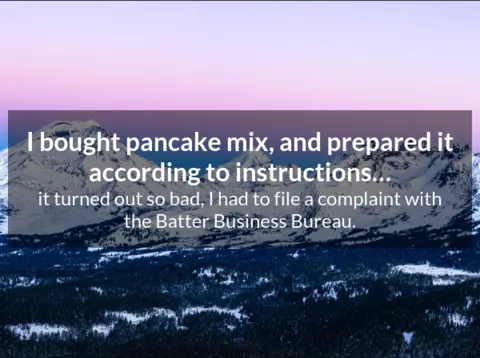 I bought pancake mix, and prepared it
according to instructions...
it turned out so bad, I had to file a complaint with
the Batter Business Bureau.